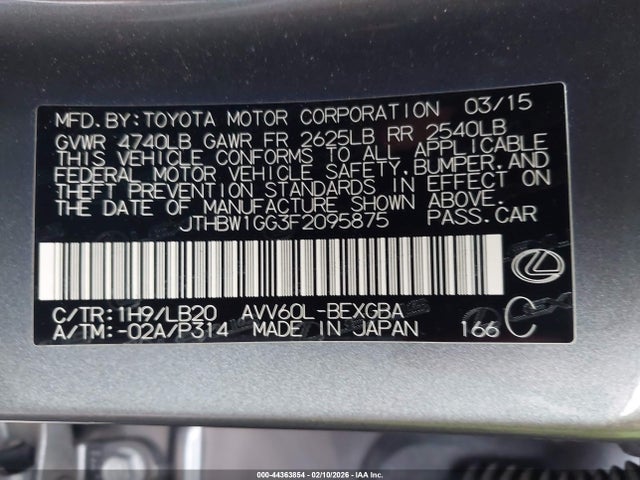 MFD.BY:TOYOTA MOTOR CORPORATION 03/15
GVWR 4740LB GAWR FR 2625LB RR 2540LB
THIS VEHICLE CONFORMS TO ALL APPLICABLE
FEDERAL MOTOR VEHICLE SAFETY, BUMPER, AND
THEFT PREVENTION STANDARDS IN EFFECT ON
THE DATE OF MANUFACTURE SHOWN ABOVE.
JTHBW1GG3F2095875 PASS.CAR
C/TR:1H9/LB20 AVV60L-BEXGBA
A/TM:-02A/P314 MADE IN JAPAN 166 C
000-44363854 - 02/10/2026 - IAAI, Inc.